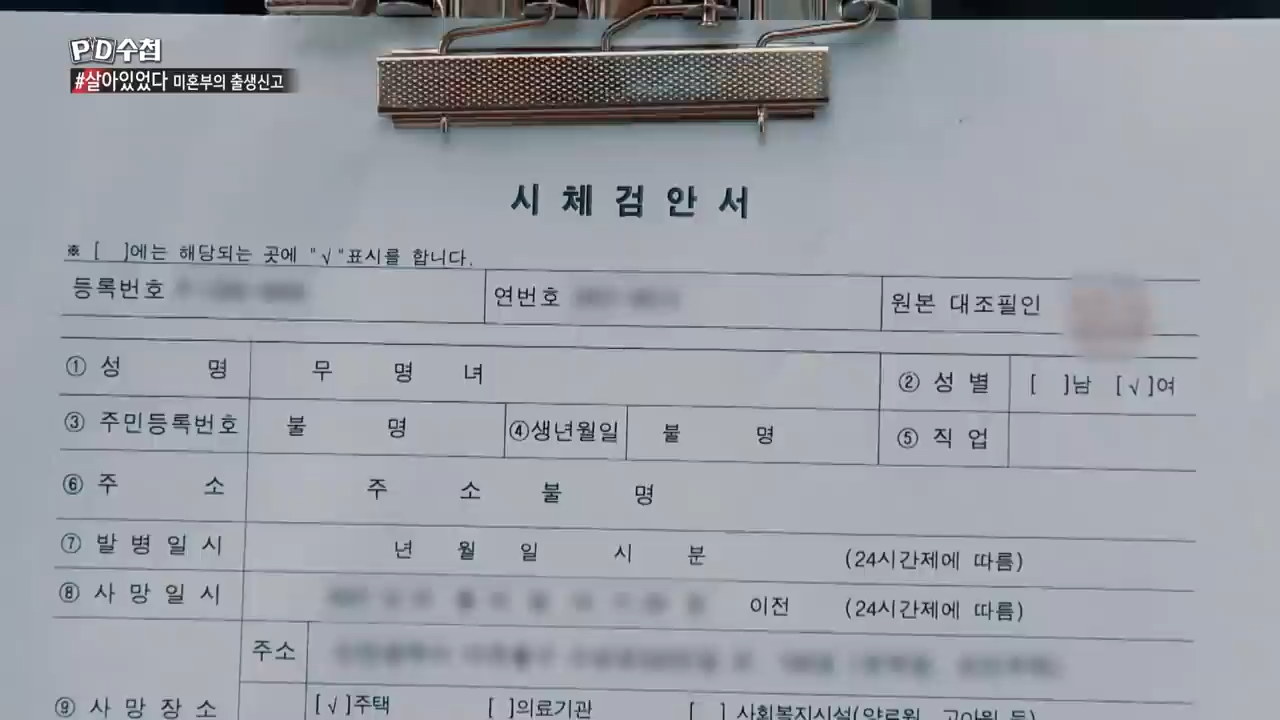 PD수첩
#살아있었다 미혼부의 출생신고
시체검안서
※ [ ]에는 해당되는 곳에 "√"표시를 합니다.
등록번호 연번호 원본 대조필인
① 성 명 무 명 녀 ② 성 별 [ ]남 [√]여
③ 주민등록번호 불 명 ④생년월일 불 명 ⑤ 직 업
⑥ 주 소 주 소 불 명
⑦ 발 병 일 시 년 월 일 시 분 (24시간제에 따름)
⑧ 사 망 일 시 이전 (24시간제에 따름)
주소
⑨ 사 망 장 소 [√]주택 [ ]의료기관 [ ] 사회복지시설(양로원, 고아원 등)